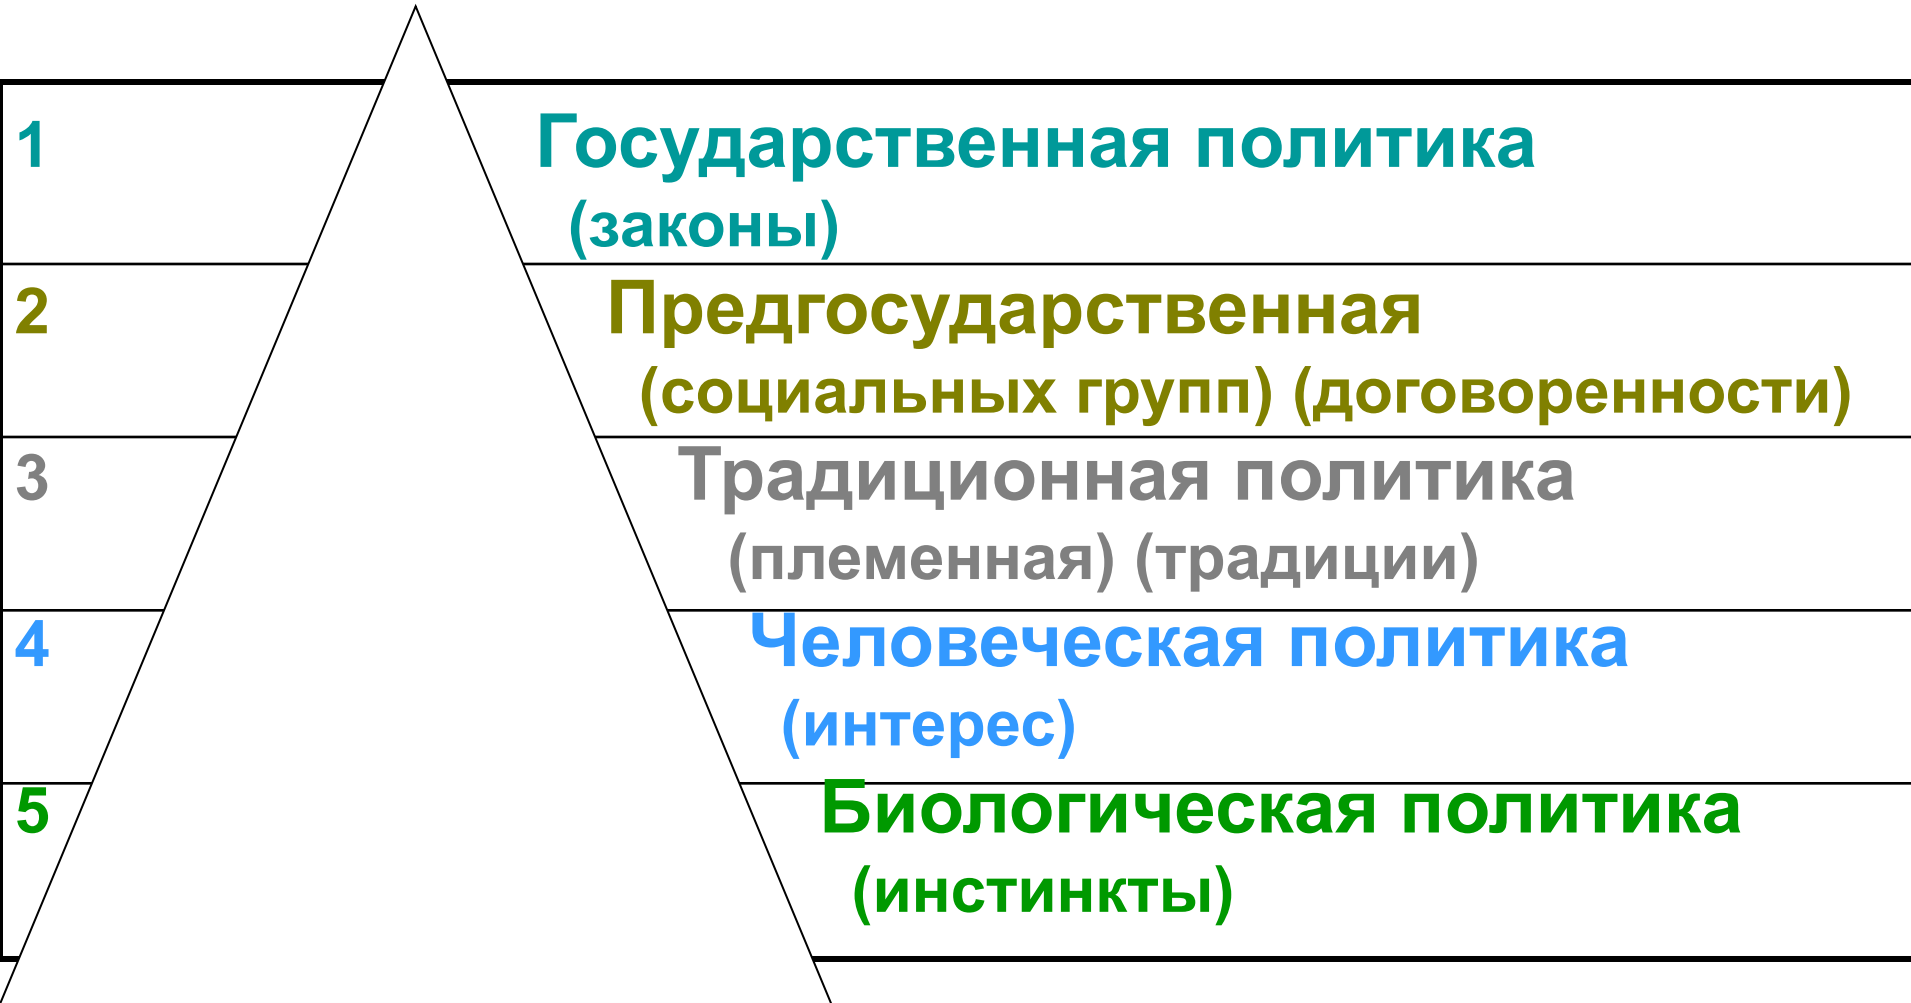 1
Государственная политика
(законы)
2
Предгосударственная
(социальных групп) (договоренности)
3
Традиционная политика
(племенная) (традиции)
4
Человеческая политика
(интерес)
5
Биологическая политика
(инстинкты)